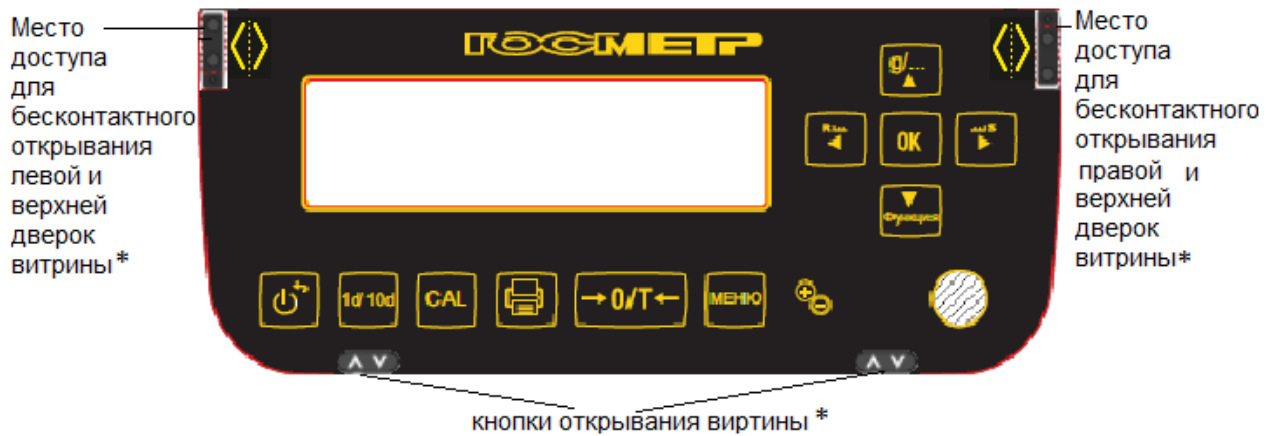 Место
доступа
для
бесконтактного
открывания
левой и
верхней
дверок
витрины*
ГОСМЕТР
g/...
R...
OK
...S
Функция
Место
доступа
для
бесконтактного
открывания
правой и
верхней
дверок
витрины*
1d/10d
CAL
→0/T←
МЕНЮ
кнопки открывания виртины *